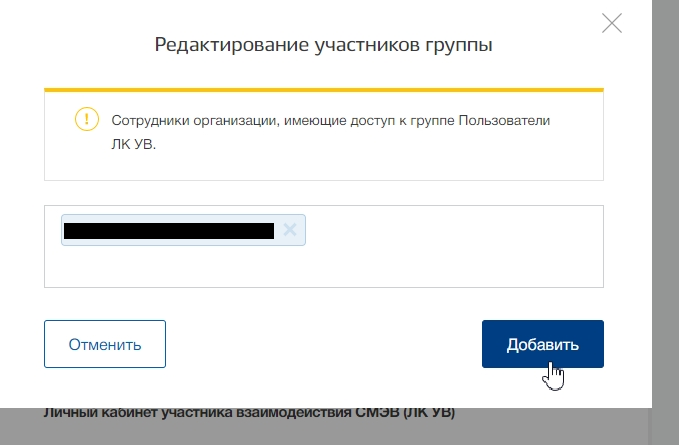 Редактирование участников группы
Сотрудники организации, имеющие доступ к группе Пользователи
ЛК УВ.
Отменить
Добавить
Личный кабинет участника взаимодействия СМЭВ (ЛК УВ)